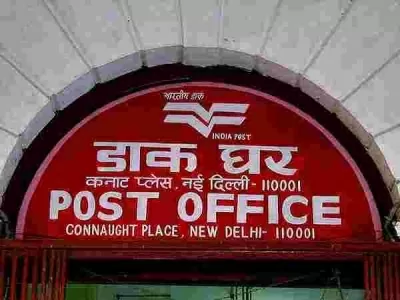 भारतीय डाक
INDIA POST
डाक घर
कनाट प्लेस, नई दिल्ली- 110001
POST OFFICE
CONNAUGHT PLACE, NEW DELHI- 110001